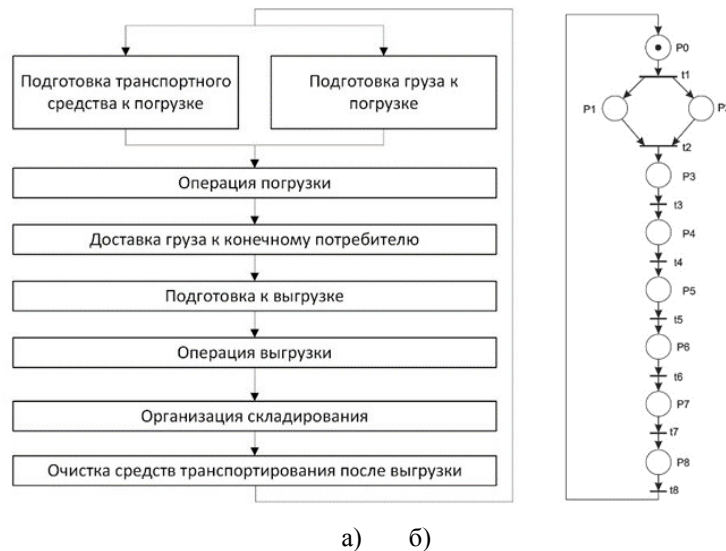 Подготовка транспортного
средства к погрузке
Подготовка груза к
погрузке
Операция погрузки
Доставка груза к конечному потребителю
Подготовка к выгрузке
Операция выгрузки
Организация складирования
Очистка средств транспортирования после выгрузки
P0
t1
P1
t2
P3
t3
P4
t4
P5
t5
P6
t6
P7
t7
P8
t8
а) б)